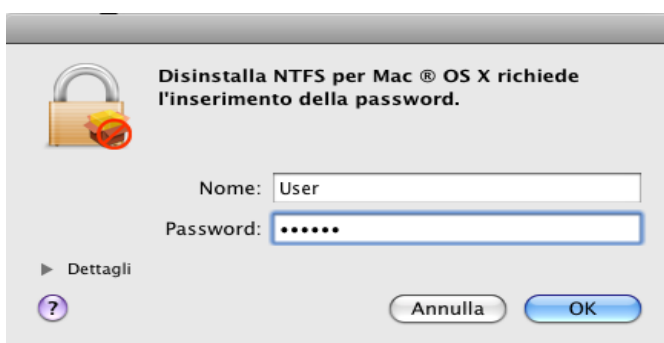 Disinstalla NTFS per Mac ® OS X richiede
l'inserimento della password.
Nome: User
Password: ••••••
Dettagli
?
Annulla OK